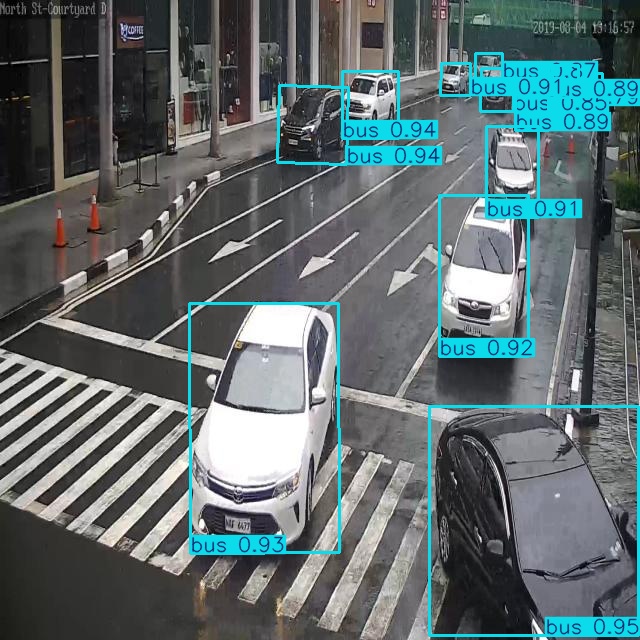 North St-Courtyard D
2019-08-04 13:16:57
COFFEE
bus 0.87
bus 0.91
us 0.89
bus 0.85
bus 0.89
bus 0.94
bus 0.94
bus 0.91
bus 0.92
bus 0.93
bus 0.95